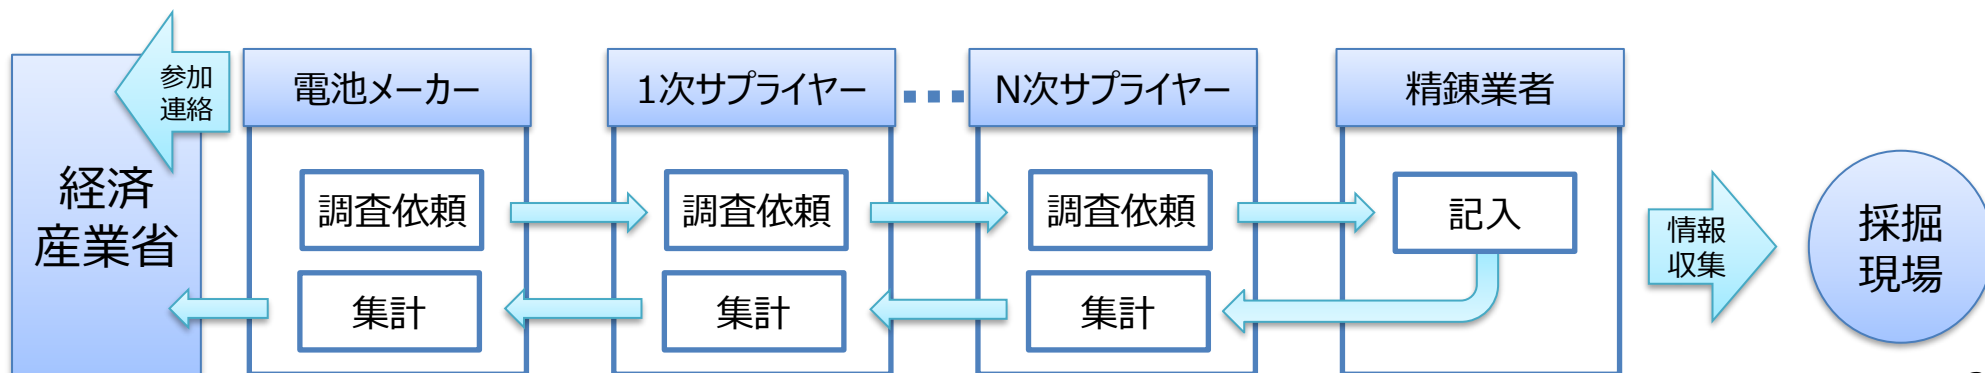 経済
産業省
参加
連絡
電池メーカー
調査依頼
集計
1次サプライヤー
調査依頼
集計
N次サプライヤー
調査依頼
集計
精錬業者
記入
情報
収集
採掘
現場